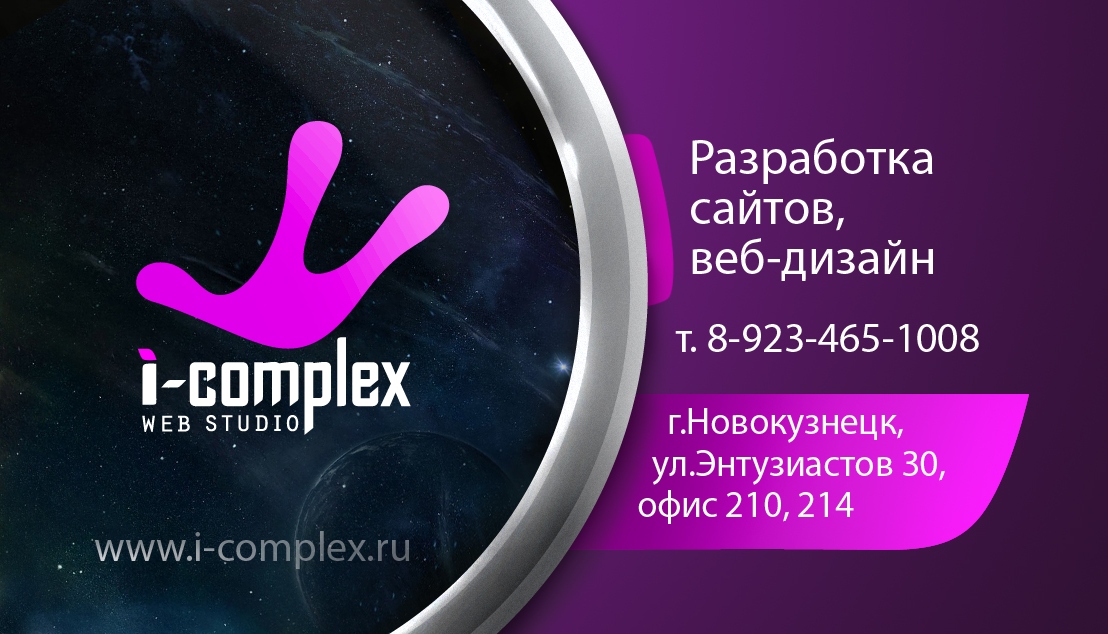 i-complex
WEB STUDIO
www.i-complex.ru
Разработка
сайтов,
веб-дизайн
т. 8-923-465-1008
г.Новокузнецк,
ул.Энтузиастов 30,
офис 210, 214